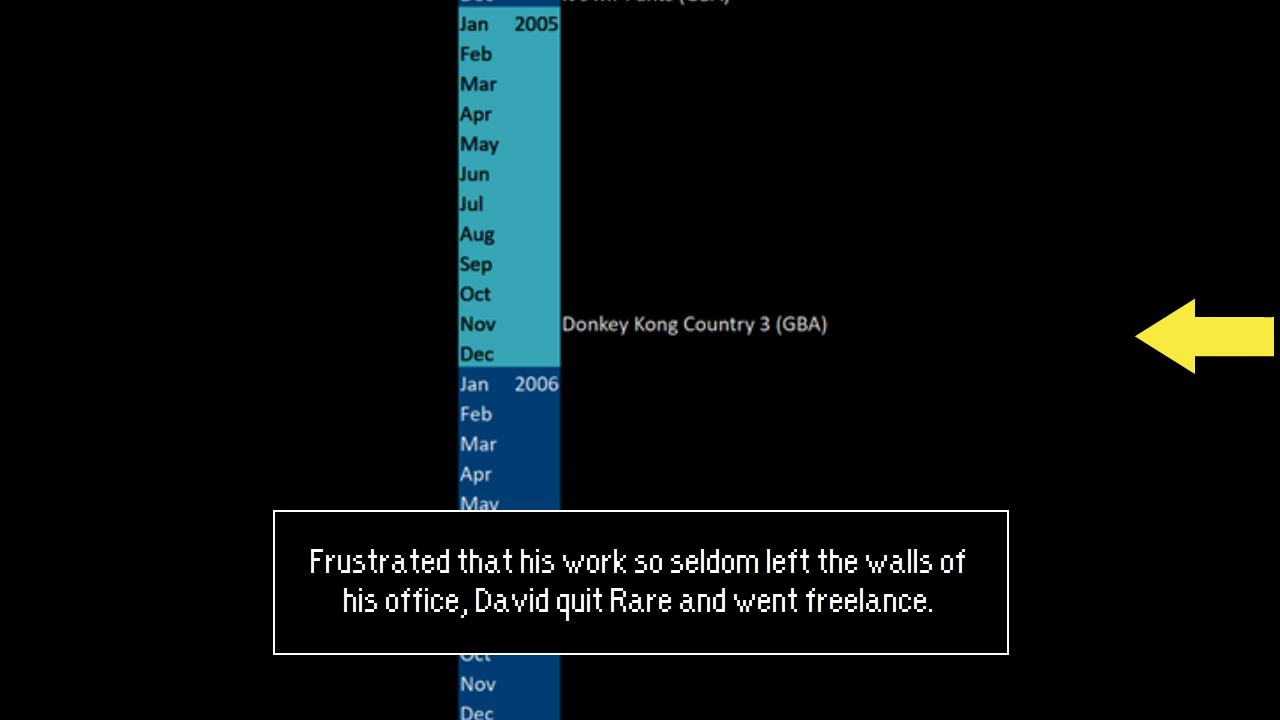 Jan 2005
Feb
Mar
Apr
May
Jun
Jul
Aug
Sep
Oct
Nov Donkey Kong Country 3 (GBA)
Dec
Jan 2006
Feb
Mar
Apr
May
Frustrated that his work so seldom left the walls of
his office, David quit Rare and went freelance.
Oct
Nov
Dec